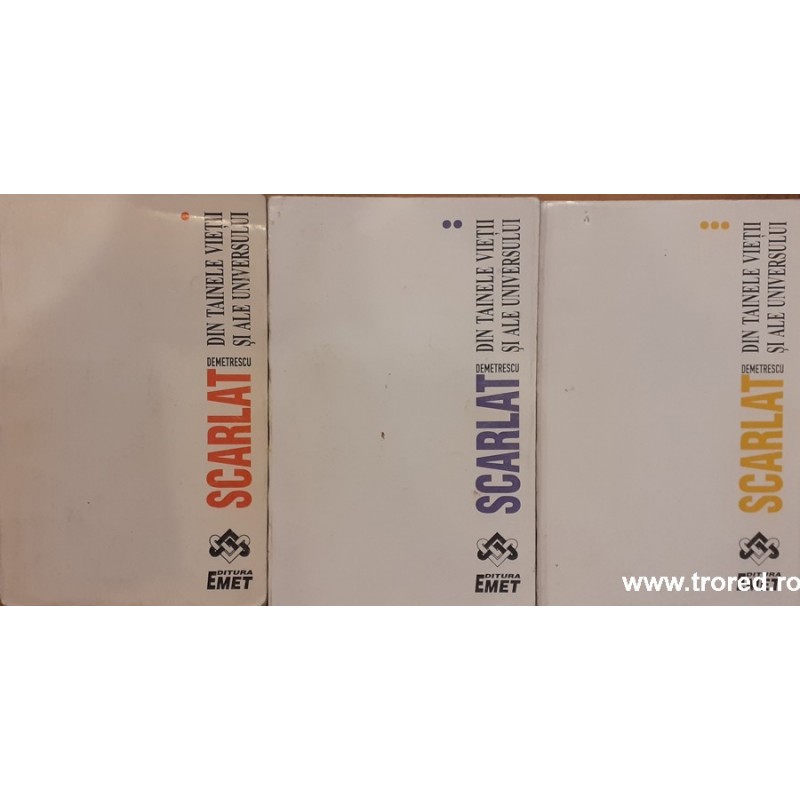 SCARLAT
DEMETRESCU
DIN TAINELE VIEȚII
ȘI ALE UNIVERSULUI
EDITURA
EMET
SCARLAT
DEMETRESCU
DIN TAINELE VIEȚII
ȘI ALE UNIVERSULUI
EDITURA
EMET
SCARLAT
DEMETRESCU
DIN TAINELE VIEȚII
ȘI ALE UNIVERSULUI
EMET
www.trored.ro